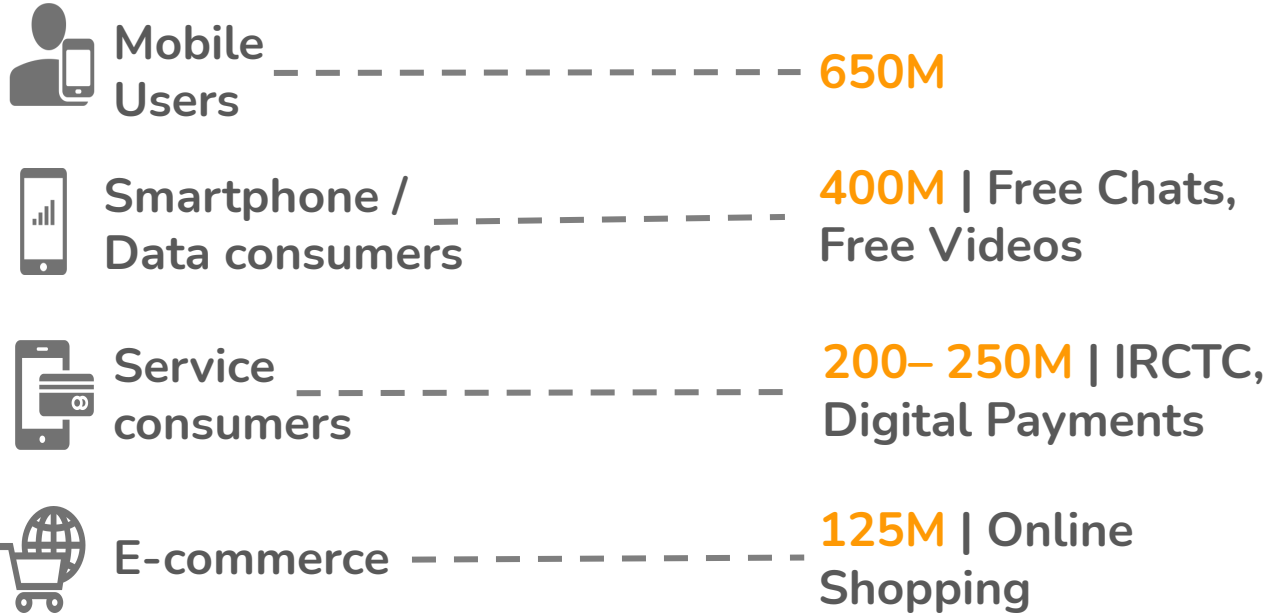 Mobile
Users
650M
Smartphone /
Data consumers
400M | Free Chats,
Free Videos
Service
consumers
200– 250M | IRCTC,
Digital Payments
E-commerce
125M | Online
Shopping